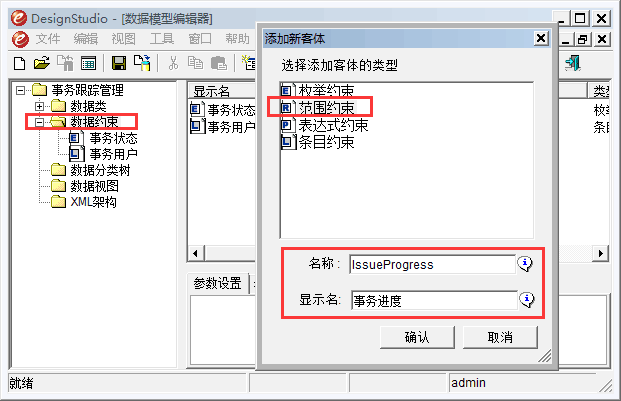 DesignStudio - [数据模型编辑器]
文件 编辑 视图 工具 窗口 帮助
事务跟踪管理
数据类
数据约束
事务状态
事务用户
数据分类树
数据视图
XML架构
显示名
类
E事务状态
枚
L事务用户
条目
参数设置
添加新客体
选择添加客体的类型
E 枚举约束
R 范围约束
P 表达式约束
L 条目约束
名称 : IssueProgress
显示名: 事务进度
确认 取消
就绪
admin